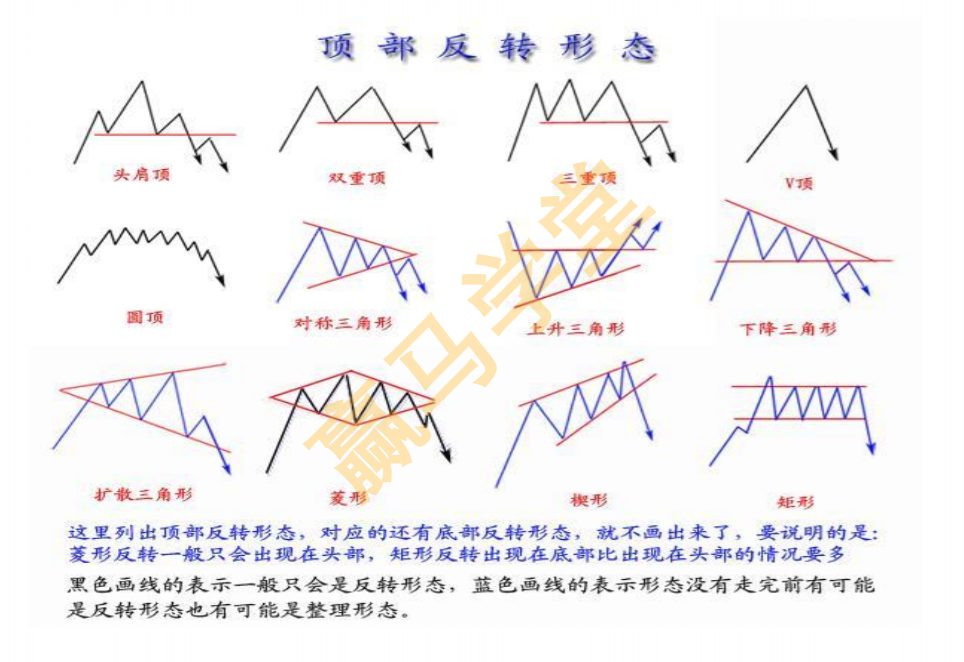 顶部反转形态
头肩顶
双重顶
三重顶
V顶
圆顶
对称三角形
上升三角形
下降三角形
扩散三角形
菱形
楔形
矩形
赢马学堂
这里列出顶部反转形态，对应的还有底部反转形态，就不画出来了，要说明的是:
菱形反转一般只会出现在头部，矩形反转出现在底部比出现在头部的情况要多
黑色画线的表示一般只会是反转形态，蓝色画线的表示形态没有走完前有可能
是反转形态也有可能是整理形态。